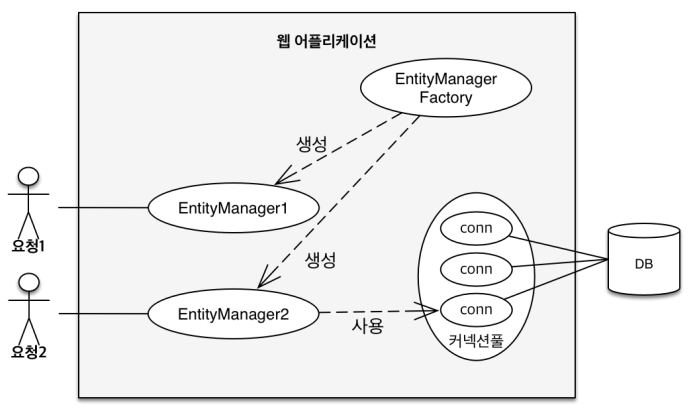 웹 어플리케이션
EntityManager
Factory
생성
EntityManager1
요청1
생성
EntityManager2
요청2
사용
conn
conn
conn
커넥션풀
DB